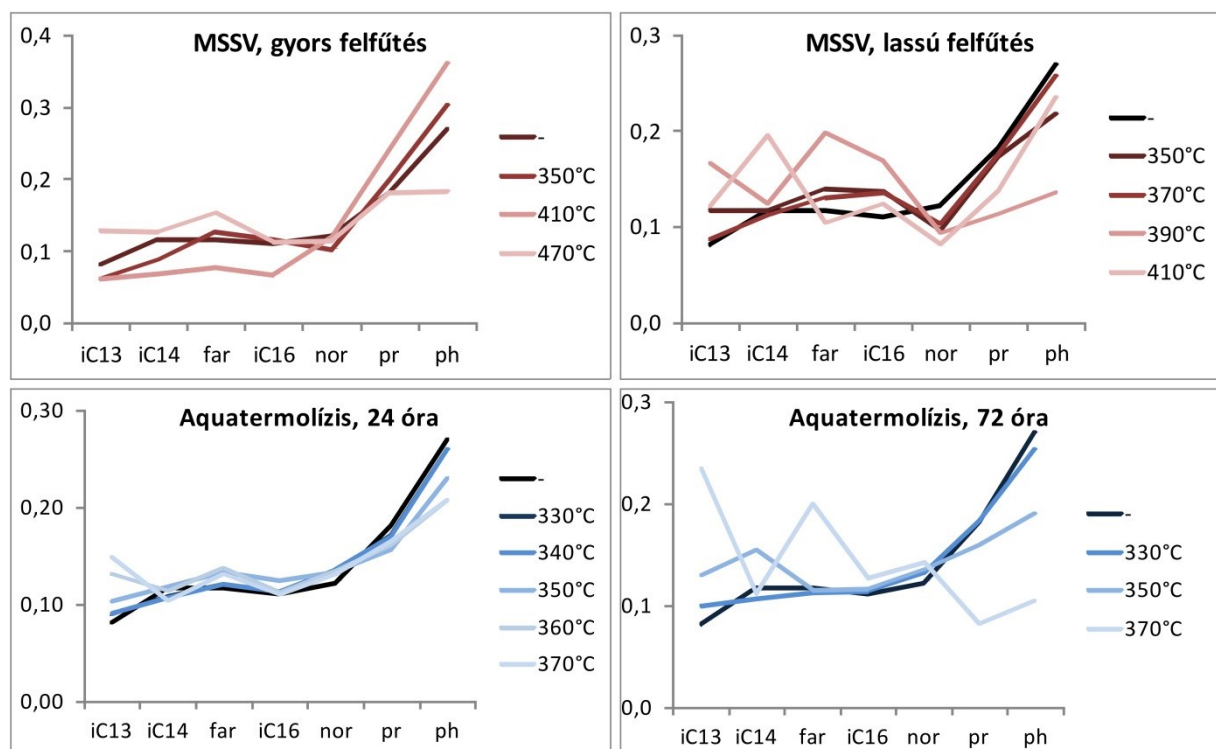 MSSV, gyors felfűtés
0,4
0,3
0,2
0,1
0,0
iC13 iC14 far iC16 nor pr ph
-
350°C
410°C
470°C
MSSV, lassú felfűtés
0,3
0,2
0,1
0,0
iC13 iC14 far iC16 nor pr ph
-
350°C
370°C
390°C
410°C
Aquatermolízis, 24 óra
0,30
0,20
0,10
0,00
iC13 iC14 far iC16 nor pr ph
-
330°C
340°C
350°C
360°C
370°C
Aquatermolízis, 72 óra
0,3
0,2
0,1
0,0
iC13 iC14 far iC16 nor pr ph
-
330°C
350°C
370°C